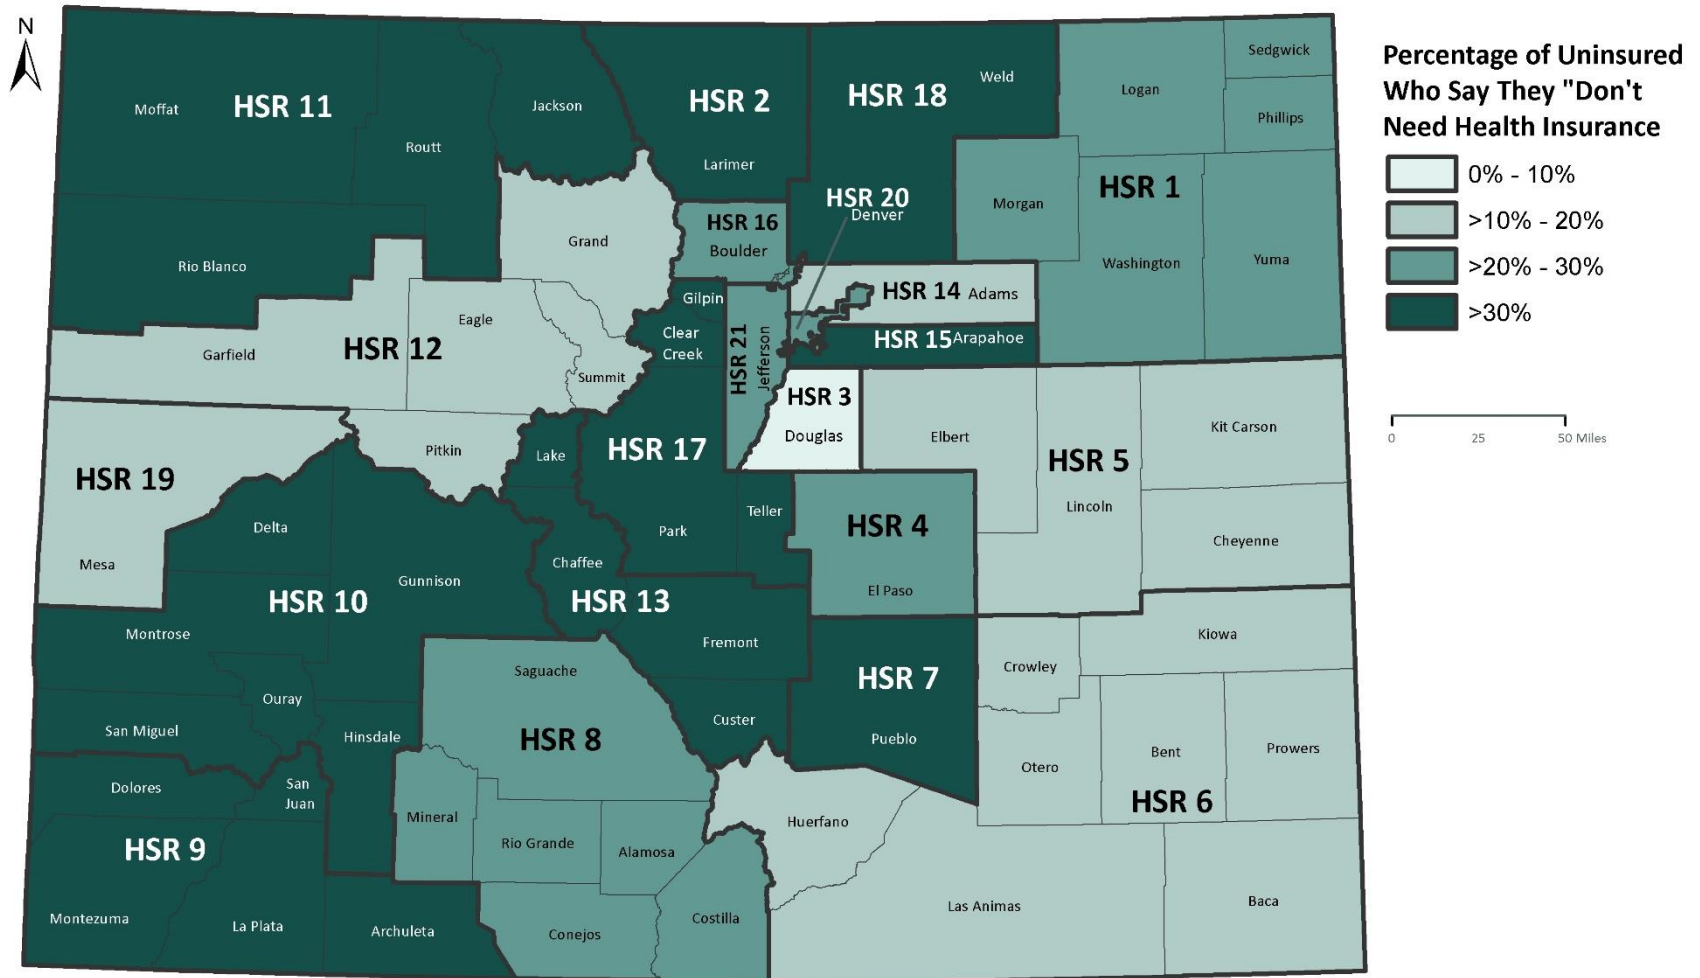 N
Percentage of Uninsured
Who Say They "Don't
Need Health Insurance
0% - 10%
>10% - 20%
>20% - 30%
>30%
0 25 50 Miles
HSR 11
Moffat
Routt
Jackson
Rio Blanco
HSR 2
Larimer
HSR 18
Weld
HSR 1
Logan
Sedgwick
Phillips
Morgan
Washington
Yuma
HSR 20
Denver
HSR 16
Boulder
HSR 12
Grand
Eagle
Garfield
Summit
Pitkin
Gilpin
Clear
Creek
HSR 21
Jefferson
HSR 14
Adams
HSR 15
Arapahoe
HSR 3
Douglas
HSR 17
Park
Teller
HSR 5
Elbert
Lincoln
Kit Carson
Cheyenne
HSR 19
Mesa
Lake
Chaffee
HSR 13
Fremont
Custer
HSR 4
El Paso
HSR 10
Delta
Gunnison
Montrose
Ouray
San Miguel
Hinsdale
HSR 7
Pueblo
HSR 8
Saguache
Mineral
Rio Grande
Alamosa
Conejos
Costilla
HSR 9
Dolores
San
Juan
Montezuma
La Plata
Archuleta
HSR 6
Kiowa
Crowley
Otero
Bent
Prowers
Huerfano
Las Animas
Baca